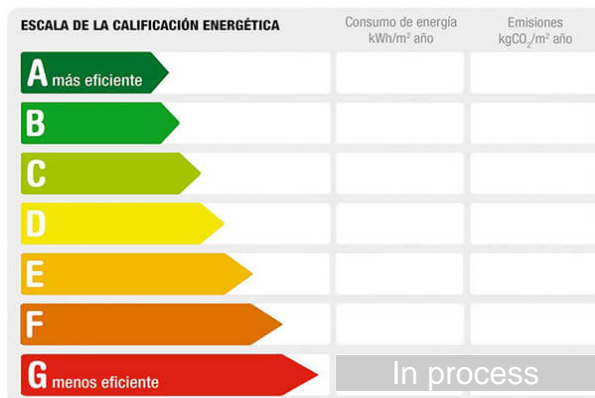 ESCALA DE LA CALIFICACIÓN ENERGÉTICA
Consumo de energía
kWh/m² año
Emisiones
kgCO₂/m² año
A más eficiente
B
C
D
E
F
G menos eficiente
In process